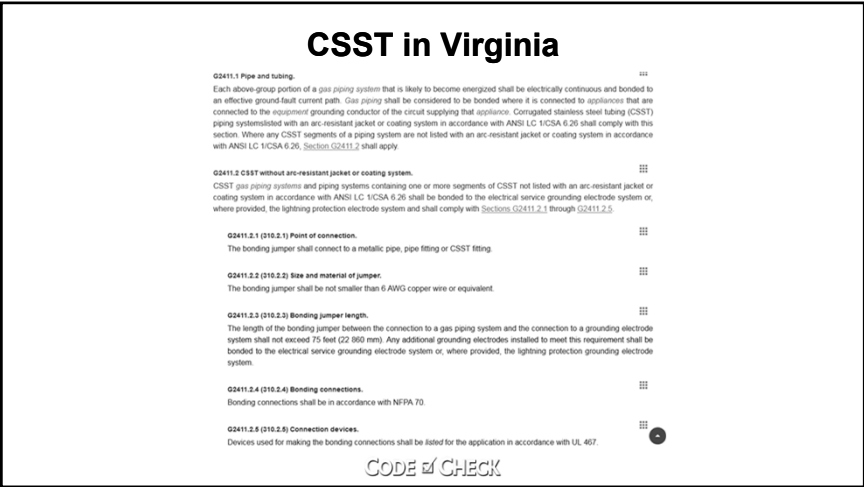 CSST in Virginia
G2411.1 Pipe and tubing.
Each above-group portion of a gas piping system that is likely to become energized shall be electrically continuous and bonded to
an effective ground-fault current path. Gas piping shall be considered to be bonded where it is connected to appliances that are
connected to the equipment grounding conductor of the circuit supplying that appliance. Corrugated stainless steel tubing (CSST)
piping systemslisted with an arc-resistant jacket or coating system in accordance with ANSI LC 1/CSA 6.26 shall comply with this
section. Where any CSST segments of a piping system are not listed with an arc-resistant jacket or coating system in accordance
with ANSI LC 1/CSA 6.26, Section G2411.2 shall apply.
G2411.2 CSST without arc-resistant jacket or coating system.
CSST gas piping systems and piping systems containing one or more segments of CSST not listed with an arc-resistant jacket or
coating system in accordance with ANSI LC 1/CSA 6.26 shall be bonded to the electrical service grounding electrode system or,
where provided, the lightning protection electrode system and shall comply with Sections G2411.2.1 through G2411.2.5.
G2411.2.1 (310.2.1) Point of connection.
The bonding jumper shall connect to a metallic pipe, pipe fitting or CSST fitting.
G2411.2.2 (310.2.2) Size and material of jumper.
The bonding jumper shall be not smaller than 6 AWG copper wire or equivalent.
G2411.2.3 (310.2.3) Bonding jumper length.
The length of the bonding jumper between the connection to a gas piping system and the connection to a grounding electrode
system shall not exceed 75 feet (22 860 mm). Any additional grounding electrodes installed to meet this requirement shall be
bonded to the electrical service grounding electrode system or, where provided, the lightning protection grounding electrode
system.
G2411.2.4 (310.2.4) Bonding connections.
Bonding connections shall be in accordance with NFPA 70.
G2411.2.5 (310.2.5) Connection devices.
Devices used for making the bonding connections shall be listed for the application in accordance with UL 467.
CODE CHECK